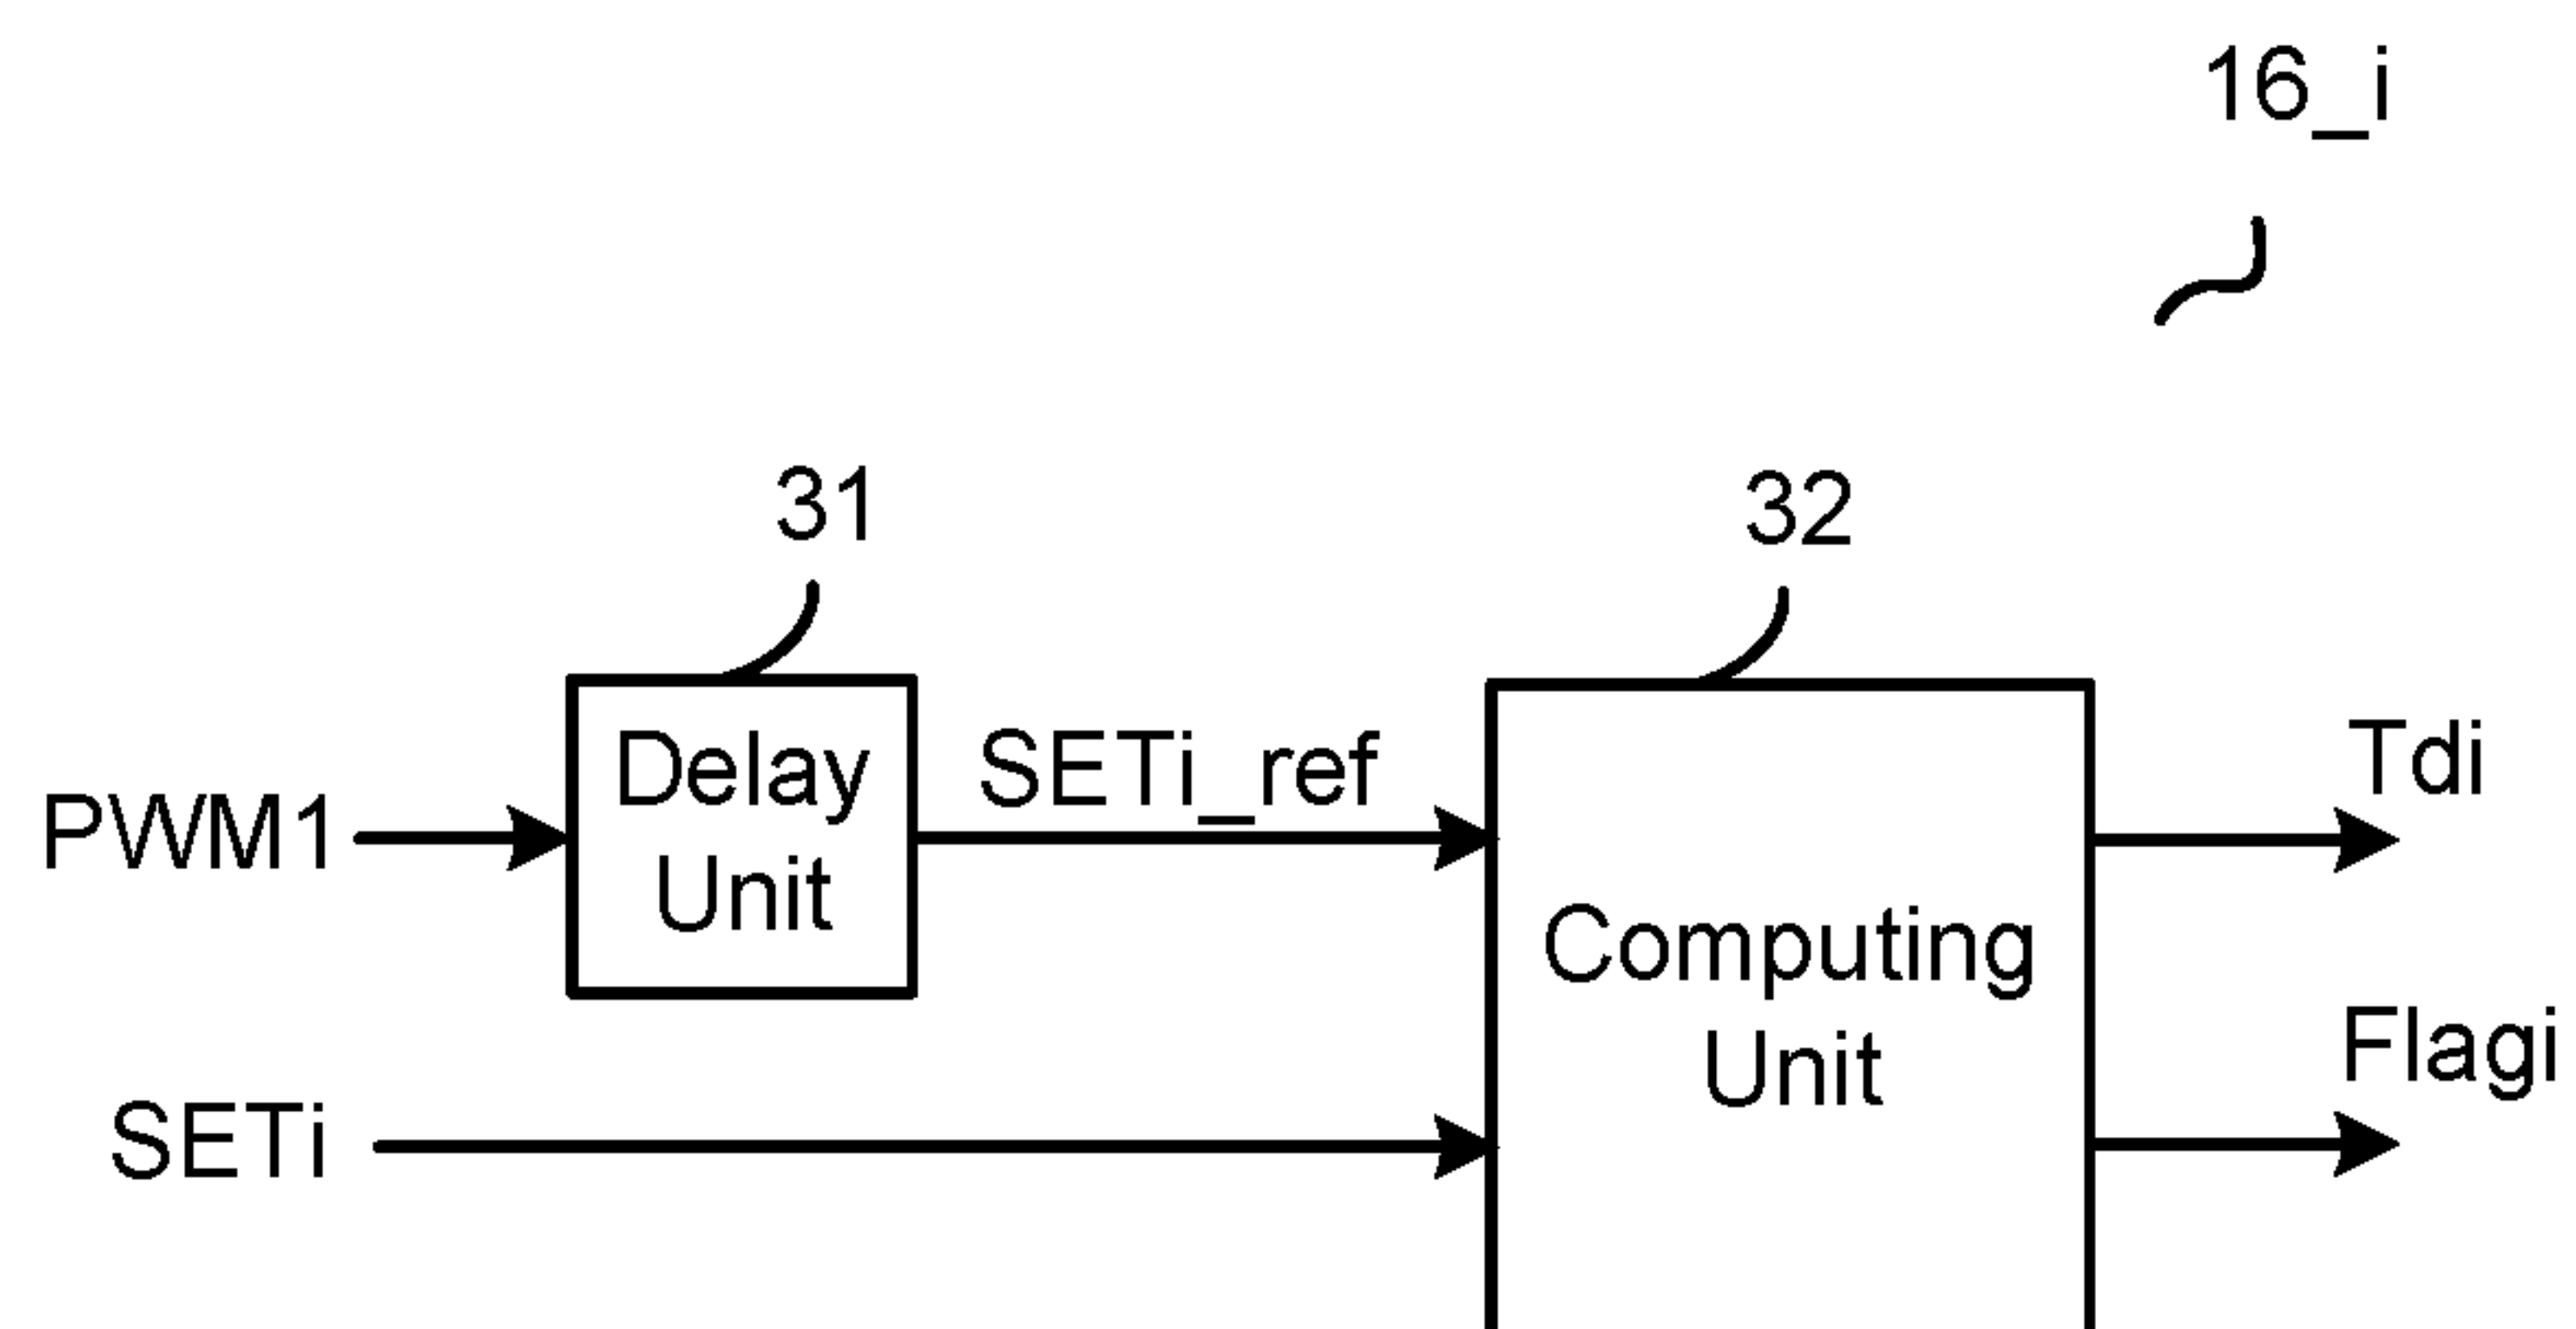 16_i
31
32
Delay
Unit
SETi_ref
PWM1
Computing
Unit
Tdi
Flagi
SETi